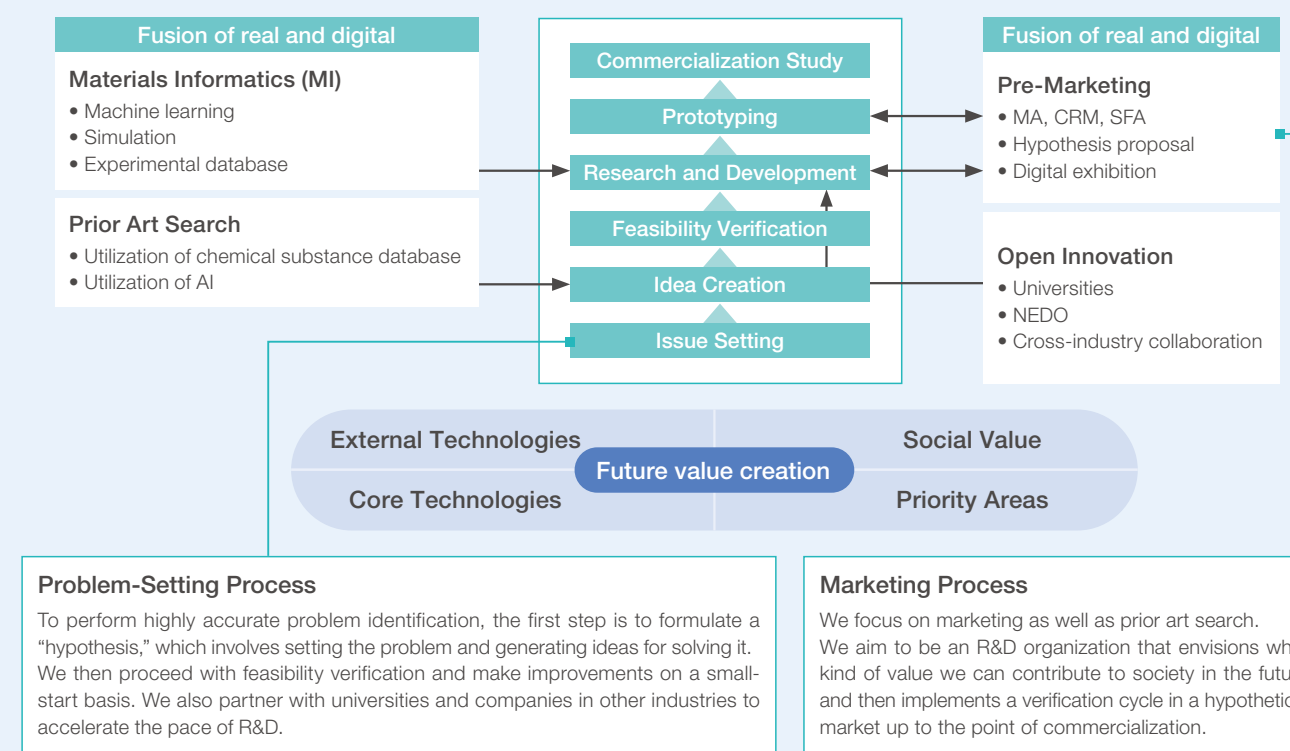 Fusion of real and digital
Materials Informatics (MI)
• Machine learning
• Simulation
• Experimental database
Prior Art Search
• Utilization of chemical substance database
• Utilization of AI
Commercialization Study
Prototyping
Research and Development
Feasibility Verification
Idea Creation
Issue Setting
Fusion of real and digital
Pre-Marketing
• MA, CRM, SFA
• Hypothesis proposal
• Digital exhibition
Open Innovation
• Universities
• NEDO
• Cross-industry collaboration
External Technologies
Social Value
Future value creation
Core Technologies
Priority Areas
Problem-Setting Process
To perform highly accurate problem identification, the first step is to formulate a
“hypothesis,” which involves setting the problem and generating ideas for solving it.
We then proceed with feasibility verification and make improvements on a small-
start basis. We also partner with universities and companies in other industries to
accelerate the pace of R&D.
Marketing Process
We focus on marketing as well as prior art search.
We aim to be an R&D organization that envisions
kind of value we can contribute to society in the
and then implements a verification cycle in a
market up to the point of commercialization.